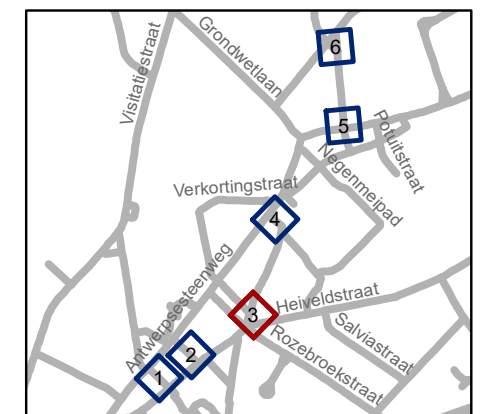 Grondwetlaan
6
Visitatiestraat
5
Potuitstraat
Negenmeipad
Verkortingstraat
4
Antwerpsesteenweg
Heiveldstraat
3
Salviastraat
Rozebroekstraat
2
1